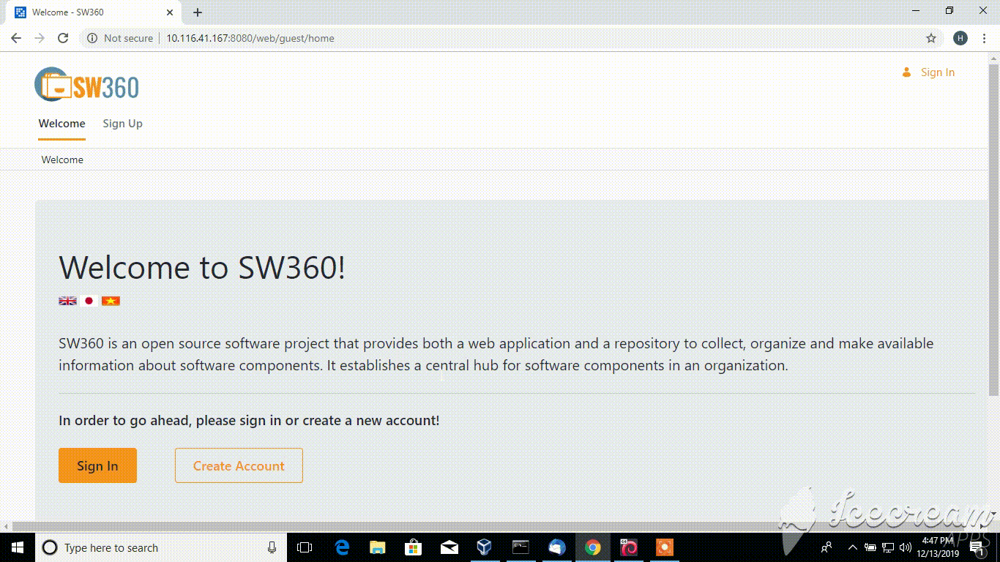 Welcome - SW360
Not secure
10.116.41.167:8080/web/guest/home
H
SW360
Sign In
Welcome
Sign Up
Welcome
Welcome to SW360!
SW360 is an open source software project that provides both a web application and a repository to collect, organize and make available
information about software components. It establishes a central hub for software components in an organization.
In order to go ahead, please sign in or create a new account!
Sign In
Create Account
Icecream
APPS
Type here to search
4:47 PM
12/13/2019
1